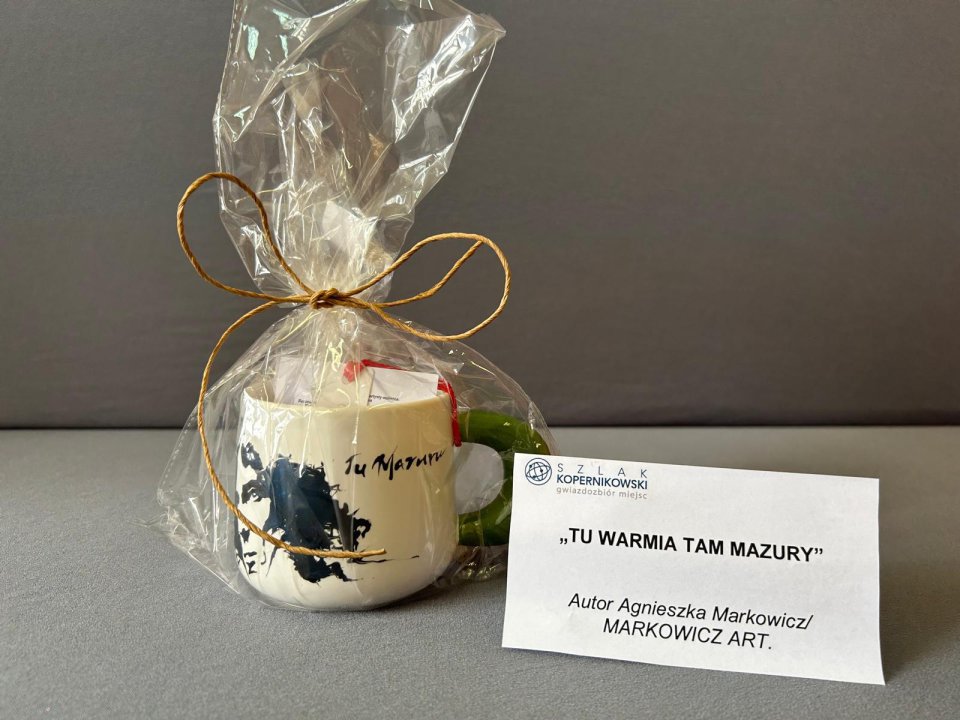 Tu Mazury
SZLAK
KOPERNIKOWSKI
gwiazdozbiór miejsc
„TU WARMIA TAM MAZURY”
Autor Agnieszka Markowicz/
MARKOWICZ ART.